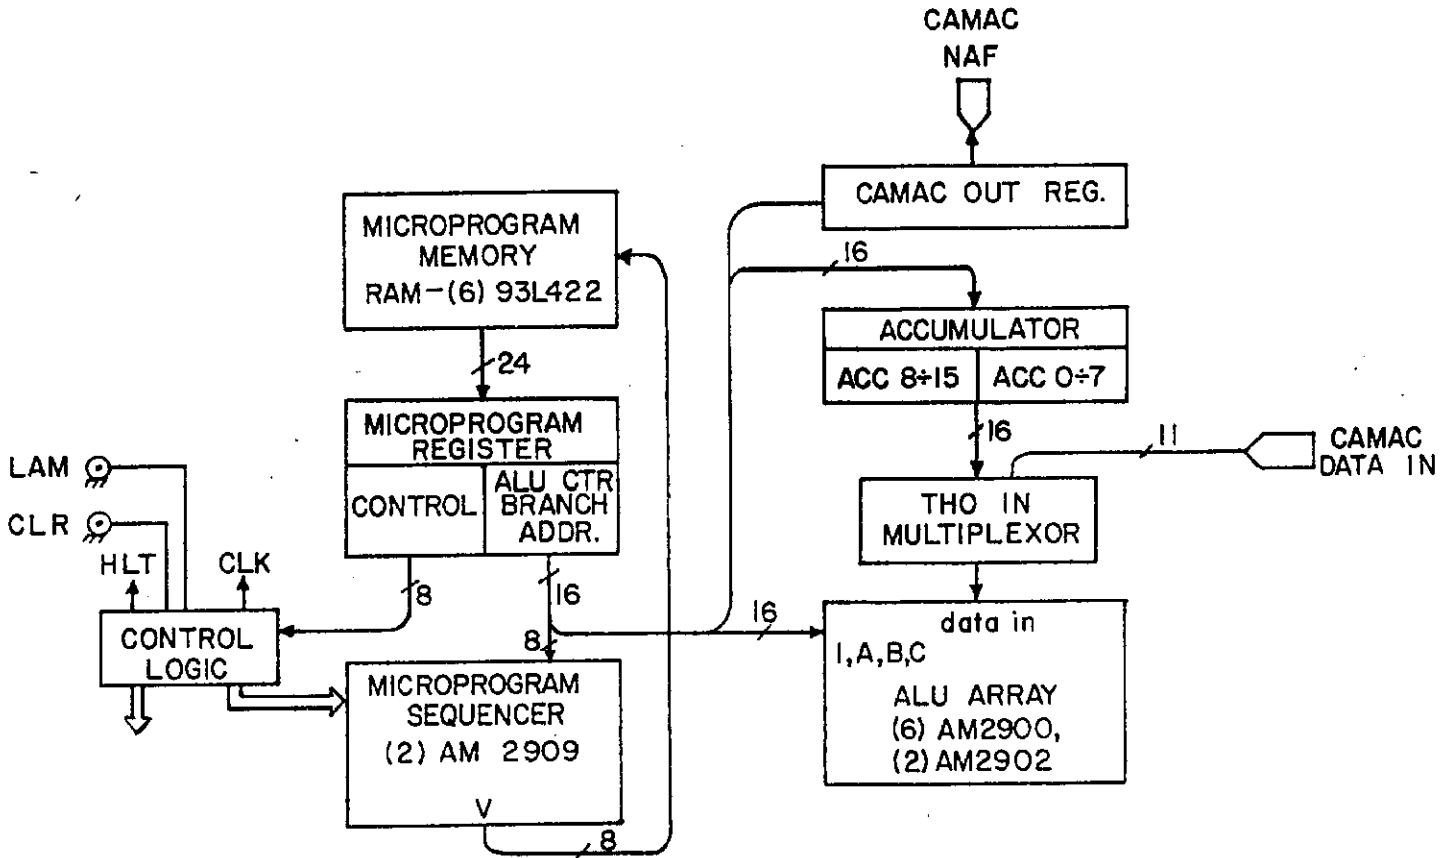 CAMAC
NAF
CAMAC OUT REG.
16
MICROPROGRAM
MEMORY
RAM-(6) 93L422
24
ACCUMULATOR
ACC 8÷15
ACC 0÷7
16
11
CAMAC
DATA IN
MICROPROGRAM
REGISTER
CONTROL
ALU CTR
BRANCH
ADDR.
LAM
CLR
HLT
CLK
8
16
THO IN
MULTIPLEXOR
CONTROL
LOGIC
8
16
data in
I,A,B,C
ALU ARRAY
(6) AM2900,
(2) AM2902
MICROPROGRAM
SEQUENCER
(2) AM 2909
V
8